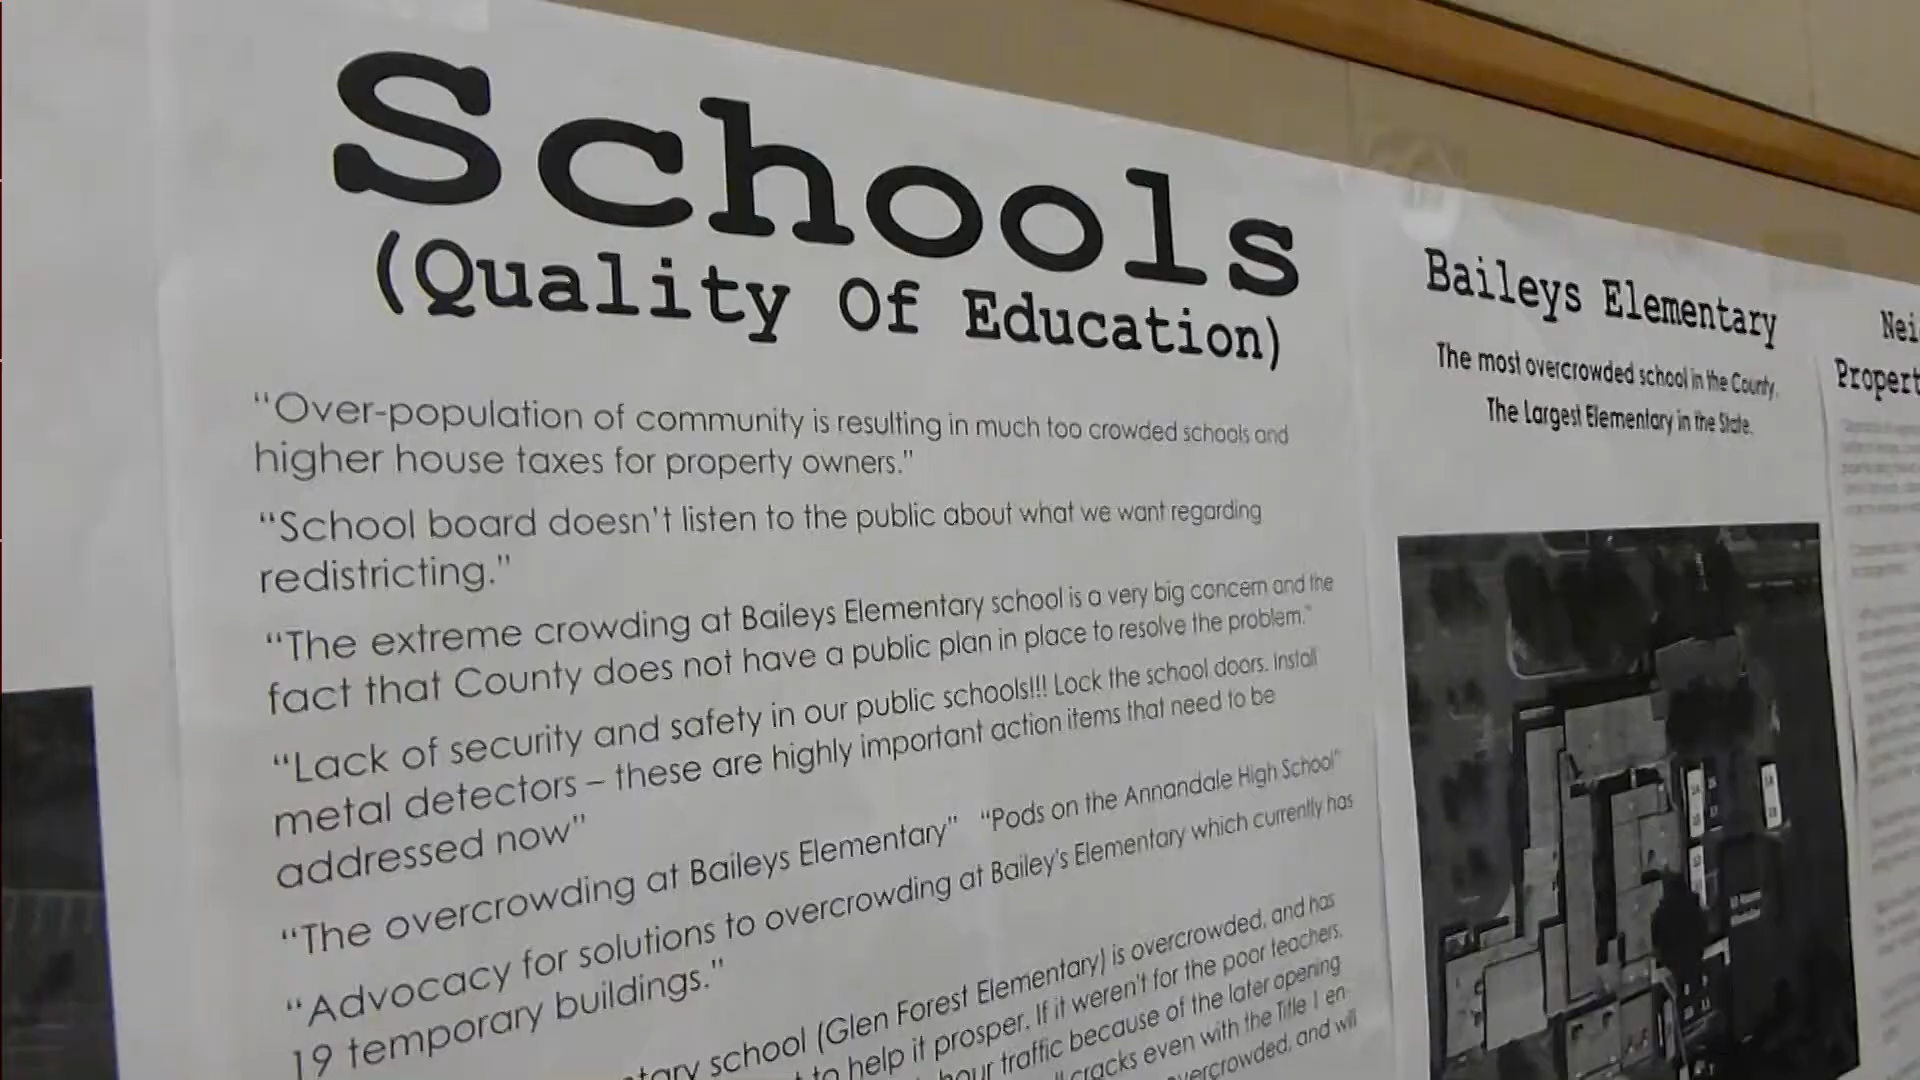 Schools
(Quality Of Education)
“Over-population of community is resulting in much too crowded schools and
higher house taxes for property owners.”
“School board doesn’t listen to the public about what we want regarding
redistricting.”
“The extreme crowding at Baileys Elementary school is a very big concern and the
fact that County does not have a public plan in place to resolve the problem.”
“Lack of security and safety in our public schools!!! Lock the school doors. Install
metal detectors – these are highly important action items that need to be
addressed now”
“The overcrowding at Baileys Elementary” “Pods on the Annandale High School”
“Advocacy for solutions to overcrowding at Bailey’s Elementary which currently has
19 temporary buildings.”
tary school (Glen Forest Elementary) is overcrowded, and has
to help it prosper. If it weren’t for the poor teachers,
hour traffic because of the later opening
cracks even with the Title I en
vercrowded, and will
Baileys Elementary
The most overcrowded school in the County.
The Largest Elementary in the State.
Nei
Propert